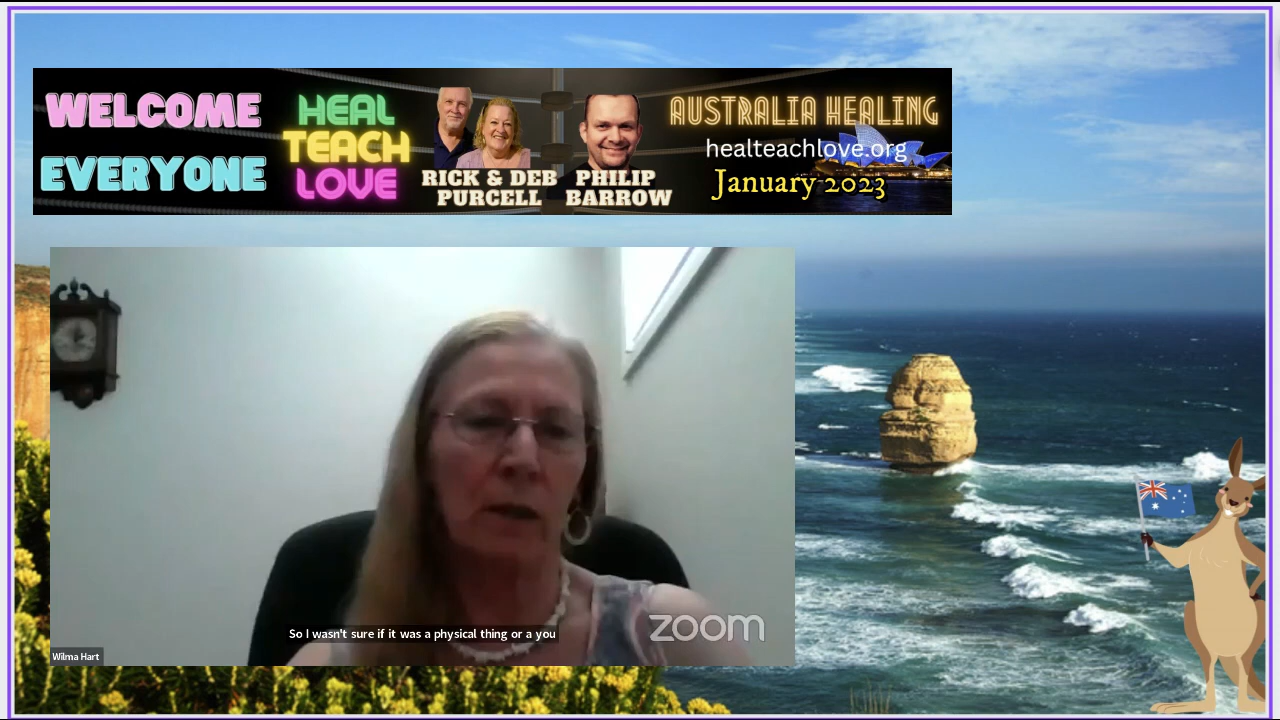 WELCOME
EVERYONE
HEAL
TEACH
LOVE
RICK & DEB
PURCELL
PHILIP
BARROW
AUSTRALIA HEALING
healteachlove.org
January 2023
So I wasn't sure if it was a physical thing or a you
zoom
Wilma Hart